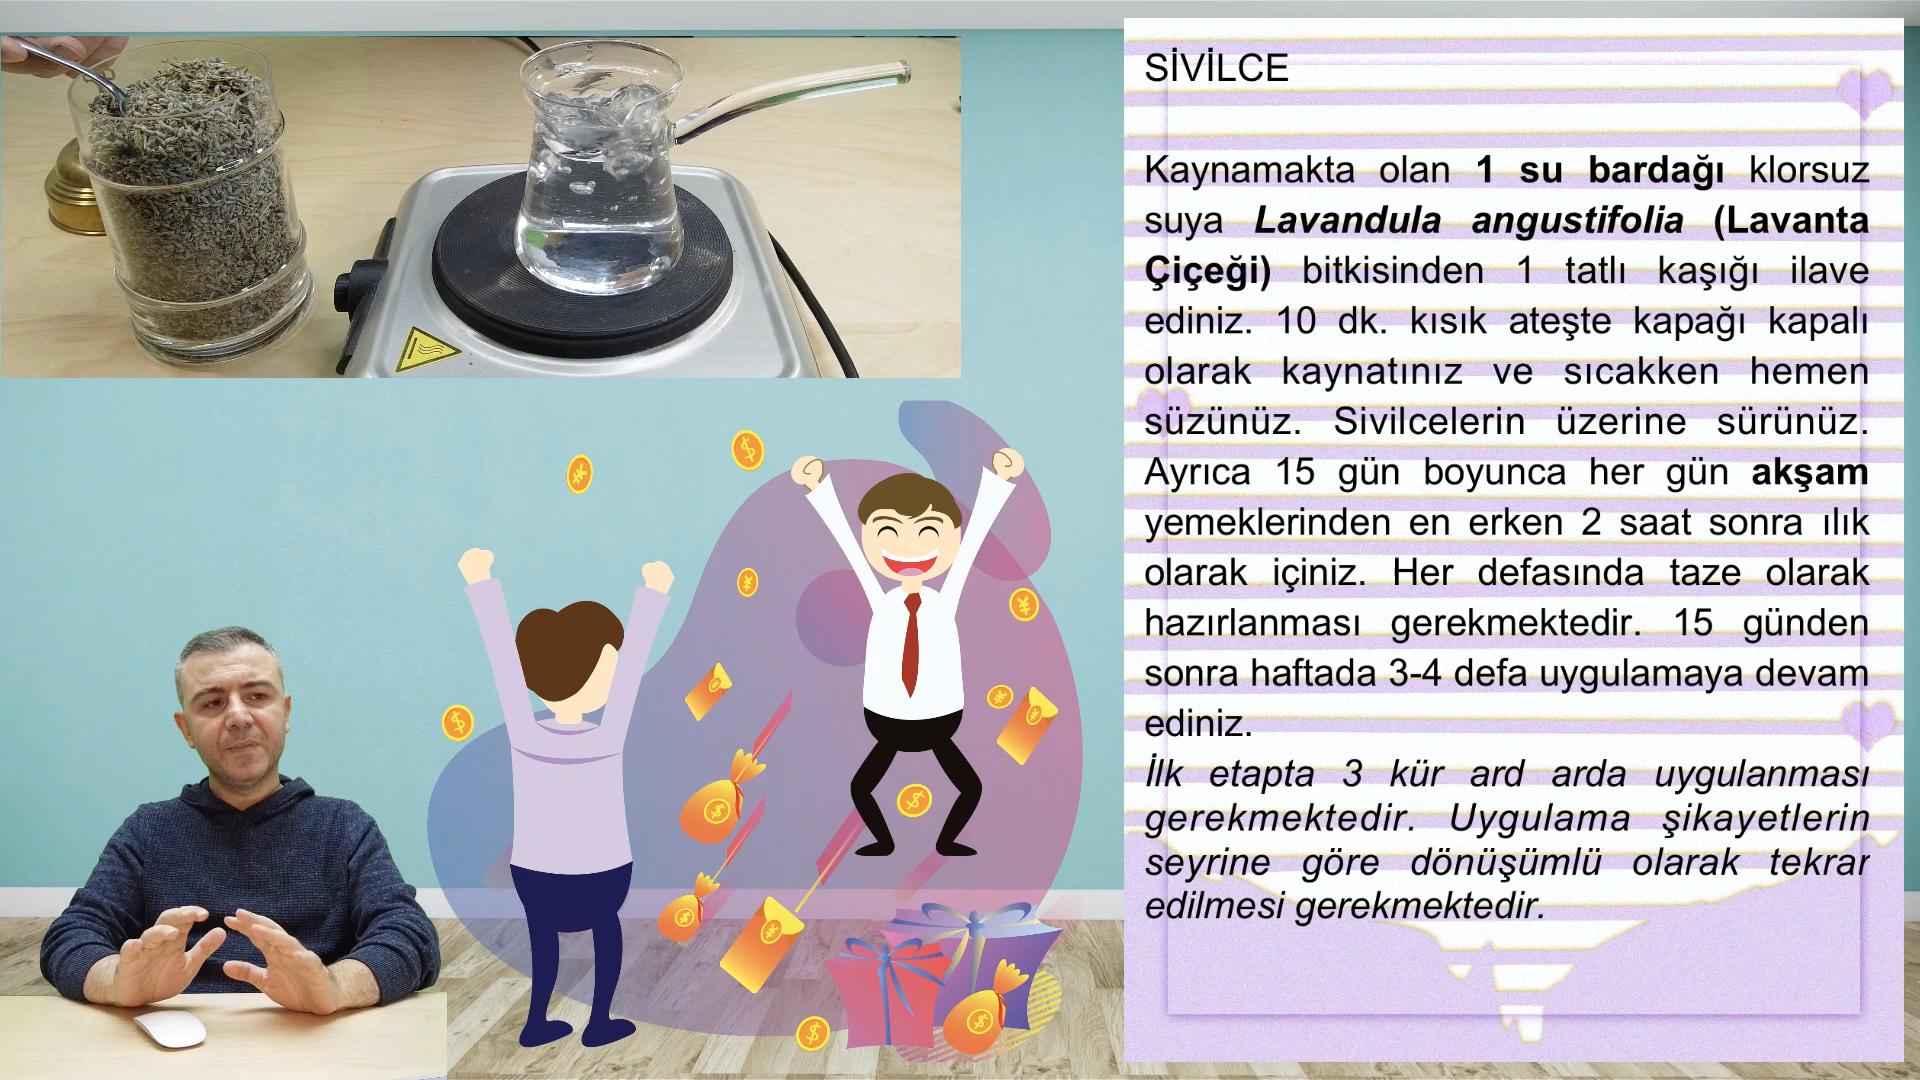 SİVİLCE
Kaynamakta olan 1 su bardağı klorsuz
suya Lavandula angustifolia (Lavanta
Çiçeği) bitkisinden 1 tatlı kaşığı ilave
ediniz. 10 dk. kısık ateşte kapağı kapalı
olarak kaynatınız ve sıcakken hemen
süzünüz. Sivilcelerin üzerine sürünüz.
Ayrıca 15 gün boyunca her gün akşam
yemeklerinden en erken 2 saat sonra ılık
olarak içiniz. Her defasında taze olarak
hazırlanması gerekmektedir. 15 günden
sonra haftada 3-4 defa uygulamaya devam
ediniz.
İlk etapta 3 kür ard arda uygulanması
gerekmektedir. Uygulama şikayetlerin
seyrine göre dönüşümlü olarak tekrar
edilmesi gerekmektedir.